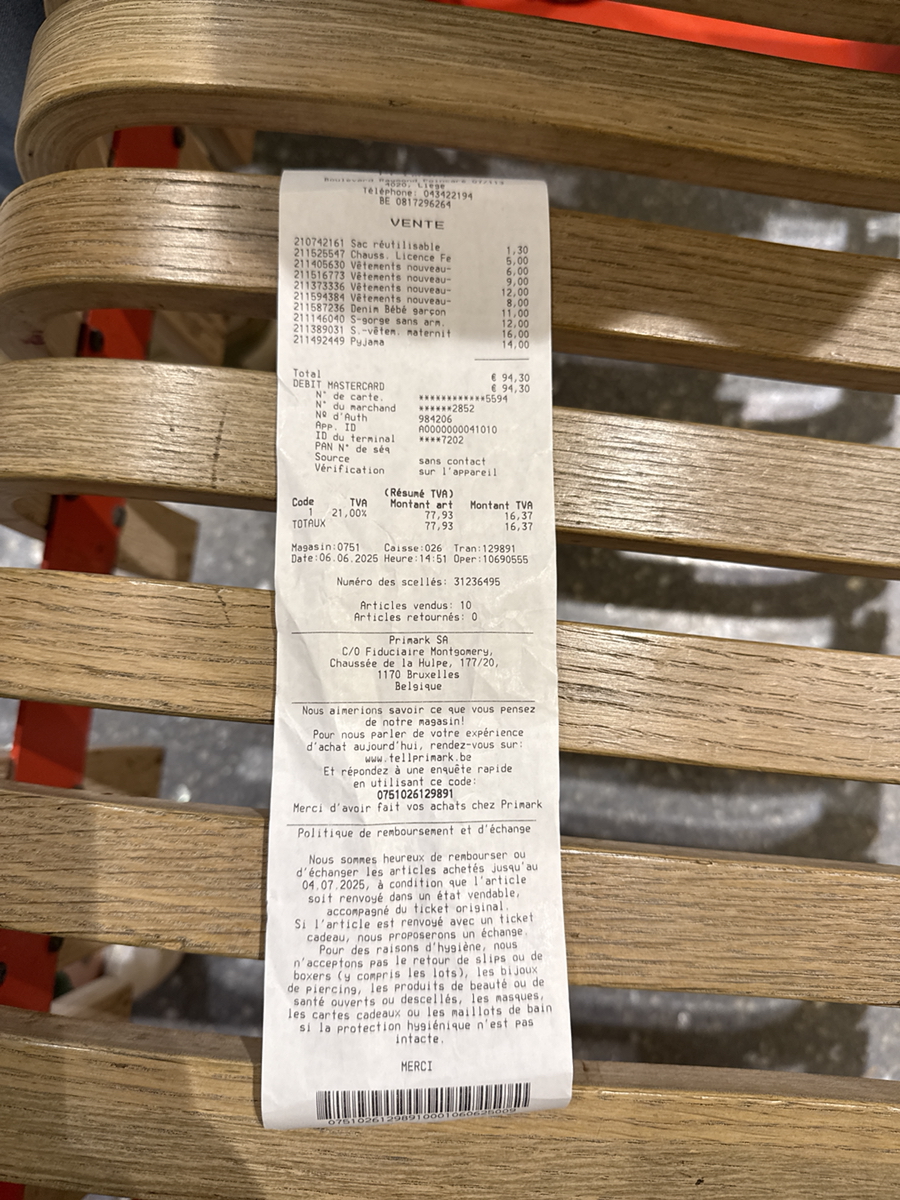 4020, Liège
Téléphone: 043422194
BE 0817296264
VENTE
210742161 Sac réutilisable 1,30
211525547 Chauss. Licence Fe 5,00
211405630 Vêtements nouveau- 6,00
211516773 Vêtements nouveau- 9,00
211373336 Vêtements nouveau- 12,00
211594384 Vêtements nouveau- 8,00
211587236 Denim Bébé garçon 11,00
211146040 S-gorge sans arm. 12,00
211389031 S.-vêtem. maternit 16,00
211492449 Pyjama 14,00
Total € 94,30
DEBIT MASTERCARD € 94,30
N° de carte. ************5594
N° du marchand ******2852
Nº d'Auth 984206
App. ID A0000000041010
ID du terminal ****7202
PAN N° de séq
Source sans contact
Vérification sur l'appareil
(Résumé TVA)
Code TVA Montant art Montant TVA
1 21,00% 77,93 16,37
TOTAUX 77,93 16,37
Magasin:0751 Caisse:026 Tran:129891
Date:06.06.2025 Heure:14:51 Oper:10690555
Numéro des scellés: 31236495
Articles vendus: 10
Articles retournés: 0
Primark SA
C/O Fiduciaire Montgomery,
Chaussée de la Hulpe, 177/20,
1170 Bruxelles
Belgique
Nous aimerions savoir ce que vous pensez
de notre magasin!
Pour nous parler de votre expérience
d'achat aujourd'hui, rendez-vous sur:
www.tellprimark.be
Et répondez à une enquête rapide
en utilisant ce code:
0751026129891
Merci d'avoir fait vos achats chez Primark
Politique de remboursement et d'échange
Nous sommes heureux de rembourser ou
d'échanger les articles achetés jusqu'au
04.07.2025, à condition que l'article
soit renvoyé dans un état vendable,
accompagné du ticket original.
Si l'article est renvoyé avec un ticket
cadeau, nous proposerons un échange.
Pour des raisons d'hygiène, nous
n'acceptons pas le retour de slips ou de
boxers (y compris les lots), les bijoux
de piercing, les produits de beauté ou de
santé ouverts ou descellés, les masques,
les cartes cadeaux ou les maillots de bain
si la protection hygiénique n'est pas
intacte.
MERCI
07510261298910001060625009